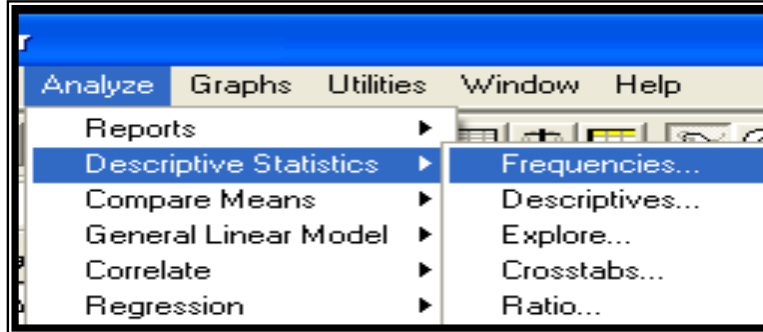 r
Analyze Graphs Utilities Window Help
Reports
Descriptive Statistics
Compare Means
General Linear Model
Correlate
Regression
Frequencies...
Descriptives...
Explore...
Crosstabs...
Ratio...